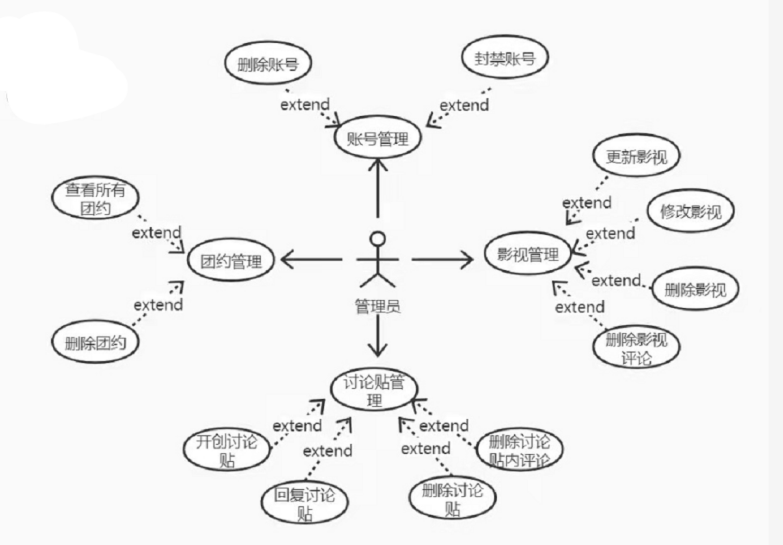 删除账号
封禁账号
extend
extend
账号管理
更新影视
查看所有
团约
extend
修改影视
extend
extend
团约管理
影视管理
extend
删除影视
管理员
extend
extend
删除团约
删除影视
评论
讨论贴管
理
extend
extend
开创讨论
贴
extend
extend
删除讨论
贴内评论
回复讨论
贴
删除讨论
贴